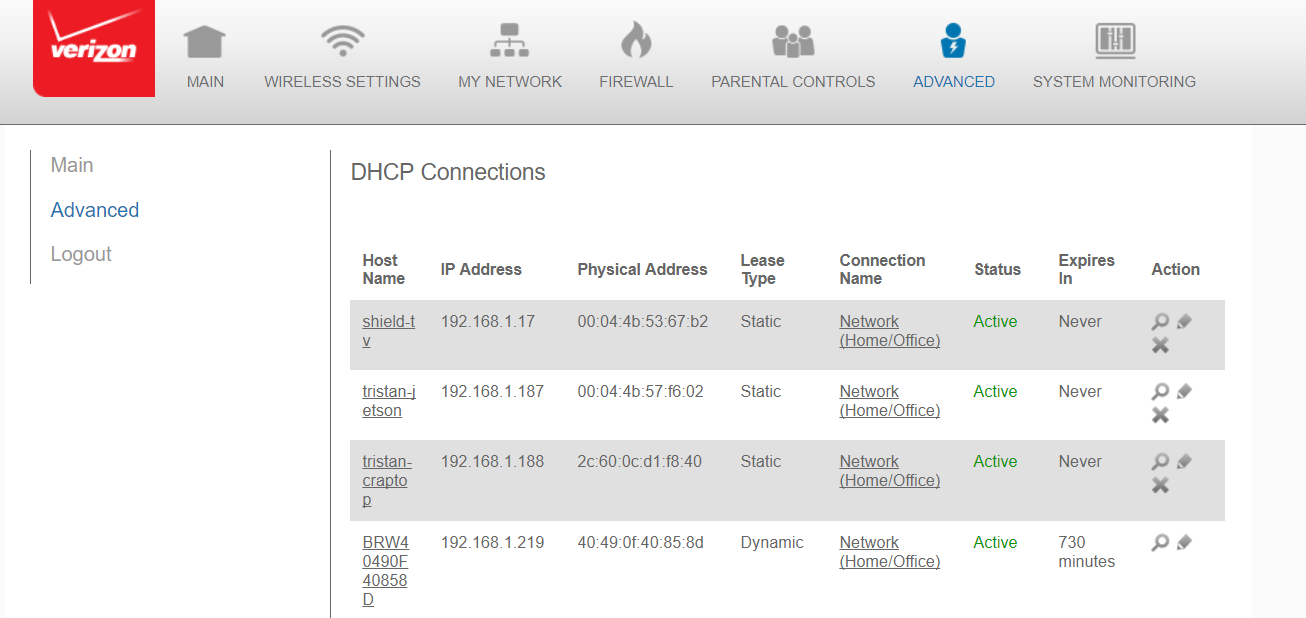 verizon
MAIN
WIRELESS SETTINGS
MY NETWORK
FIREWALL
PARENTAL CONTROLS
ADVANCED
SYSTEM MONITORING
Main
Advanced
Logout
DHCP Connections
Host
Name
IP Address
Physical Address
Lease
Type
Connection
Name
Status
Expires
In
Action
shield-t
v
192.168.1.17
00:04:4b:53:67:b2
Static
Network
(Home/Office)
Active
Never
tristan-j
etson
192.168.1.187
00:04:4b:57:f6:02
Static
Network
(Home/Office)
Active
Never
tristan-
crapto
p
192.168.1.188
2c:60:0c:d1:f8:40
Static
Network
(Home/Office)
Active
Never
BRW4
0490F
40858
D
192.168.1.219
40:49:0f:40:85:8d
Dynamic
Network
(Home/Office)
Active
730
minutes